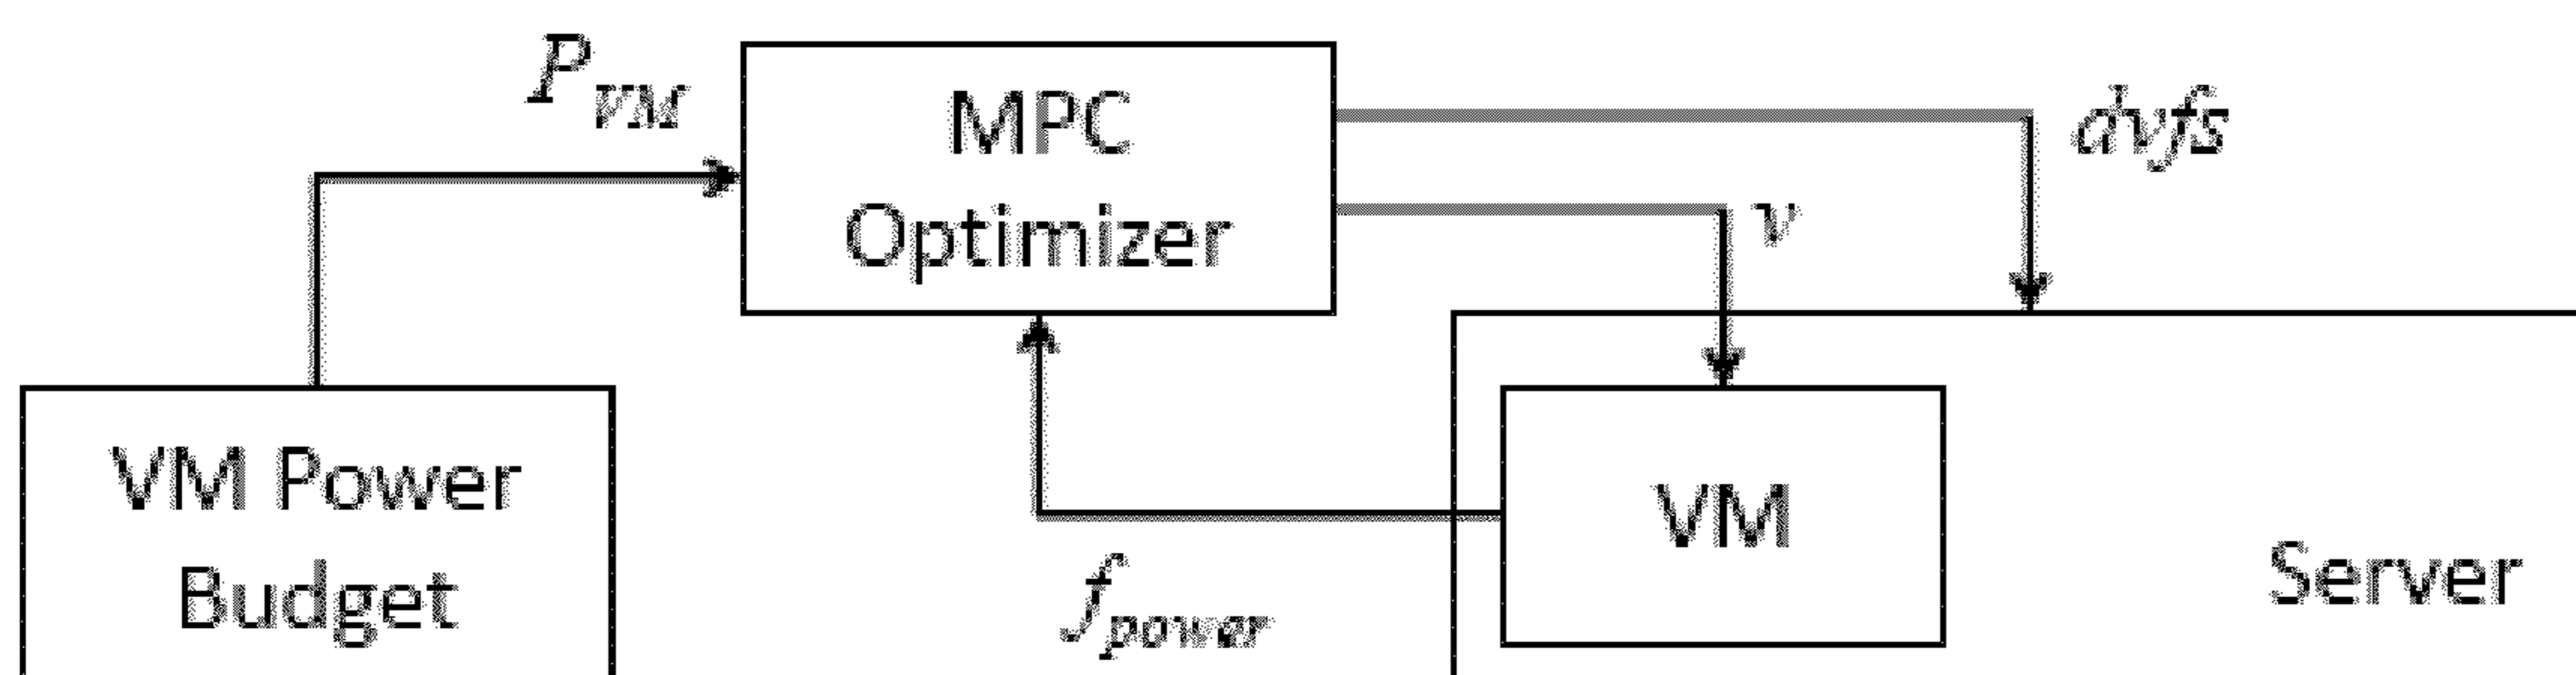 P_VM
MPC
Optimizer
dvfs
v
VM Power
Budget
VM
f_power
Server